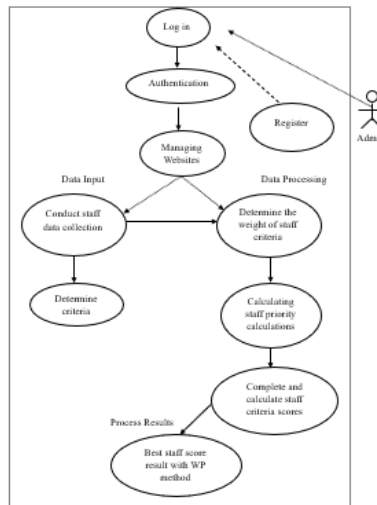 Log in
Authentication
Register
Adm
Managing
Websites
Data Input
Data Processing
Conduct staff
data collection
Determine the
weight of staff
criteria
Determine
criteria
Calculating
staff priority
calculations
Complete and
calculate staff
criteria scores
Process Results
Best staff score
result with WP
method